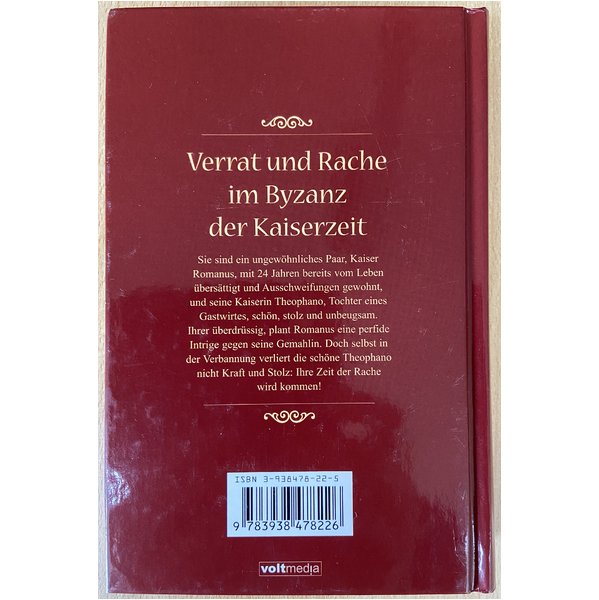 Verrat und Rache
im Byzanz
der Kaiserzeit
Sie sind ein ungewöhnliches Paar, Kaiser
Romanus, mit 24 Jahren bereits vom Leben
übersättigt und Ausschweifungen gewohnt,
und seine Kaiserin Theophano, Tochter eines
Gastwirtes, schön, stolz und unbeugsam.
Ihrer überdrüssig, plant Romanus eine perfide
Intrige gegen seine Gemahlin. Doch selbst in
der Verbannung verliert die schöne Theophano
nicht Kraft und Stolz: Ihre Zeit der Rache
wird kommen!
ISBN 3-938478-22-5
9 783938 478226
voltmedia